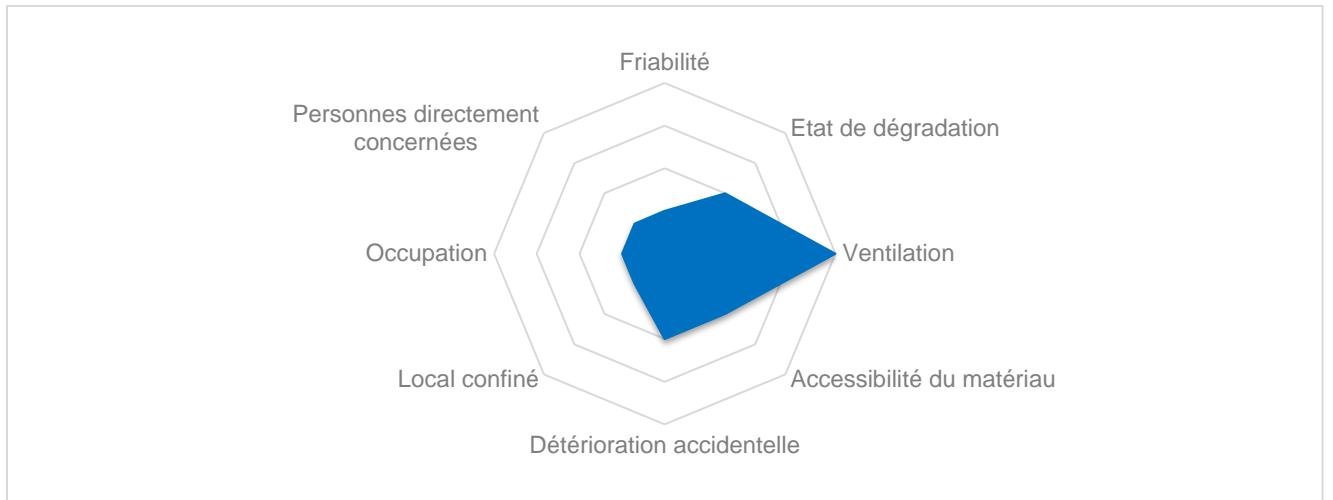 Friabilité
Personnes directement
concernées
Etat de dégradation
Occupation
Ventilation
Local confiné
Accessibilité du matériau
Détérioration accidentelle